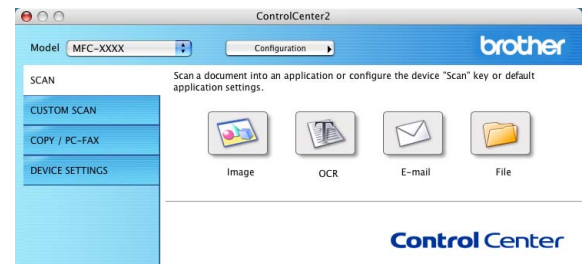 ControlCenter2
Model MFC-XXXX Configuration brother
SCAN
Scan a document into an application or configure the device "Scan" key or default
application settings.
CUSTOM SCAN
COPY / PC-FAX
DEVICE SETTINGS
Image OCR E-mail File
Control Center